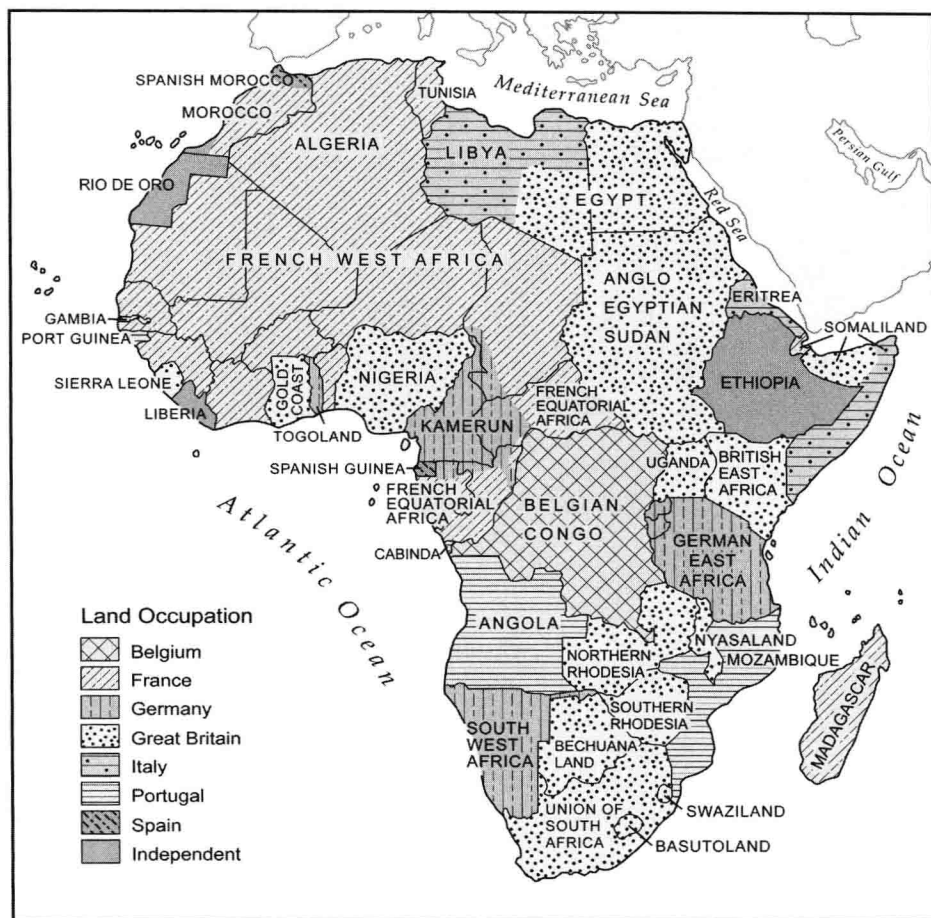 SPANISH MOROCCO
MOROCCO
TUNISIA
Mediterranean Sea
ALGERIA
LIBYA
Persian Gulf
RIO DE ORO
EGYPT
Red Sea
FRENCH WEST AFRICA
ANGLO
EGYPTIAN
SUDAN
ERITREA
GAMBIA
PORT GUINEA
SOMALILAND
SIERRA LEONE
GOLD
COAST
NIGERIA
ETHIOPIA
LIBERIA
FRENCH
EQUATORIAL
AFRICA
KAMERUN
TOGOLAND
SPANISH GUINEA
UGANDA
BRITISH
EAST
AFRICA
FRENCH
EQUATORIAL
AFRICA
BELGIAN
CONGO
Indian Ocean
Atlantic Ocean
CABINDA
GERMAN
EAST
AFRICA
Land Occupation
Belgium
France
Germany
Great Britain
Italy
Portugal
Spain
Independent
ANGOLA
NYASALAND
MOZAMBIQUE
NORTHERN
RHODESIA
MADAGASCAR
SOUTHERN
RHODESIA
SOUTH
WEST
AFRICA
BECHUANA
LAND
UNION OF
SOUTH
AFRICA
SWAZILAND
BASUTOLAND